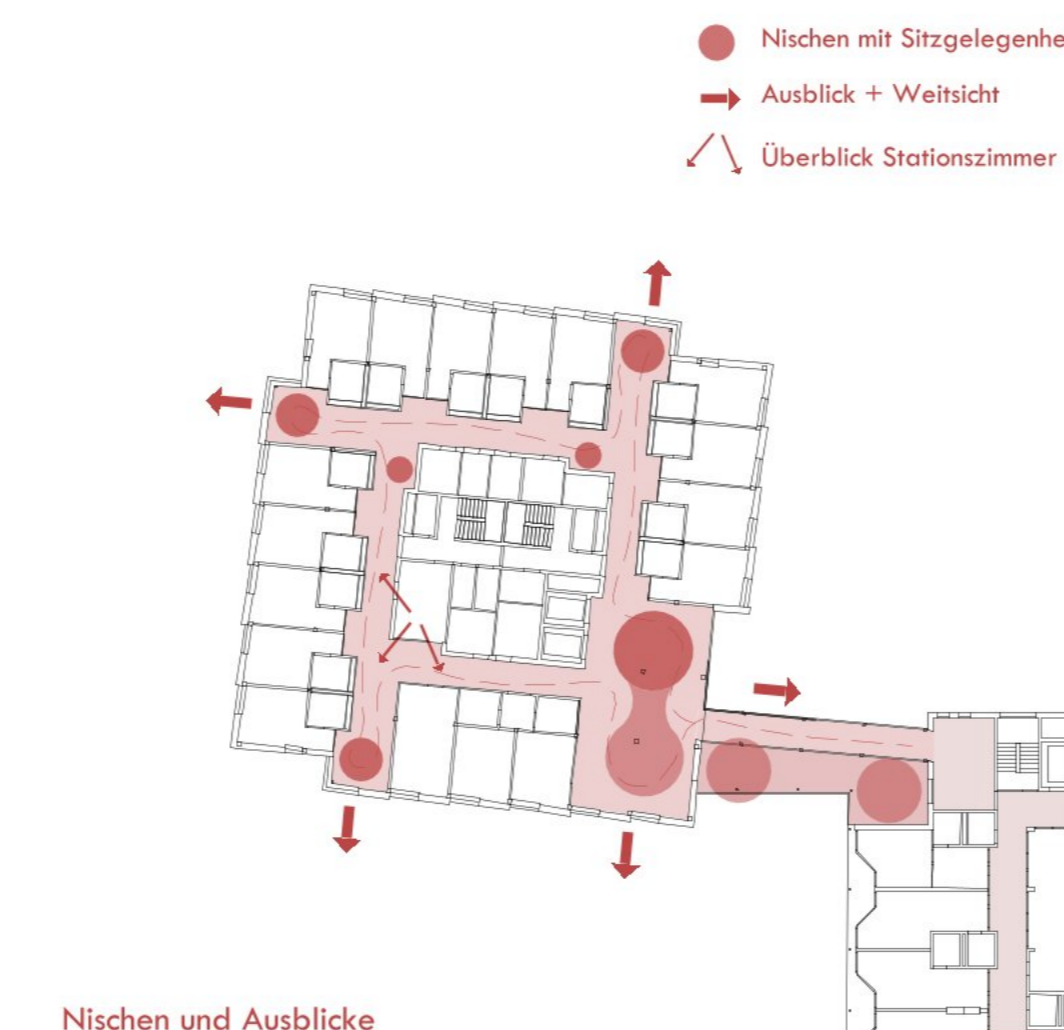 Nischen mit Sitzgelegenhe
Ausblick + Weitsicht
Überblick Stationszimmer
Nischen und Ausblicke